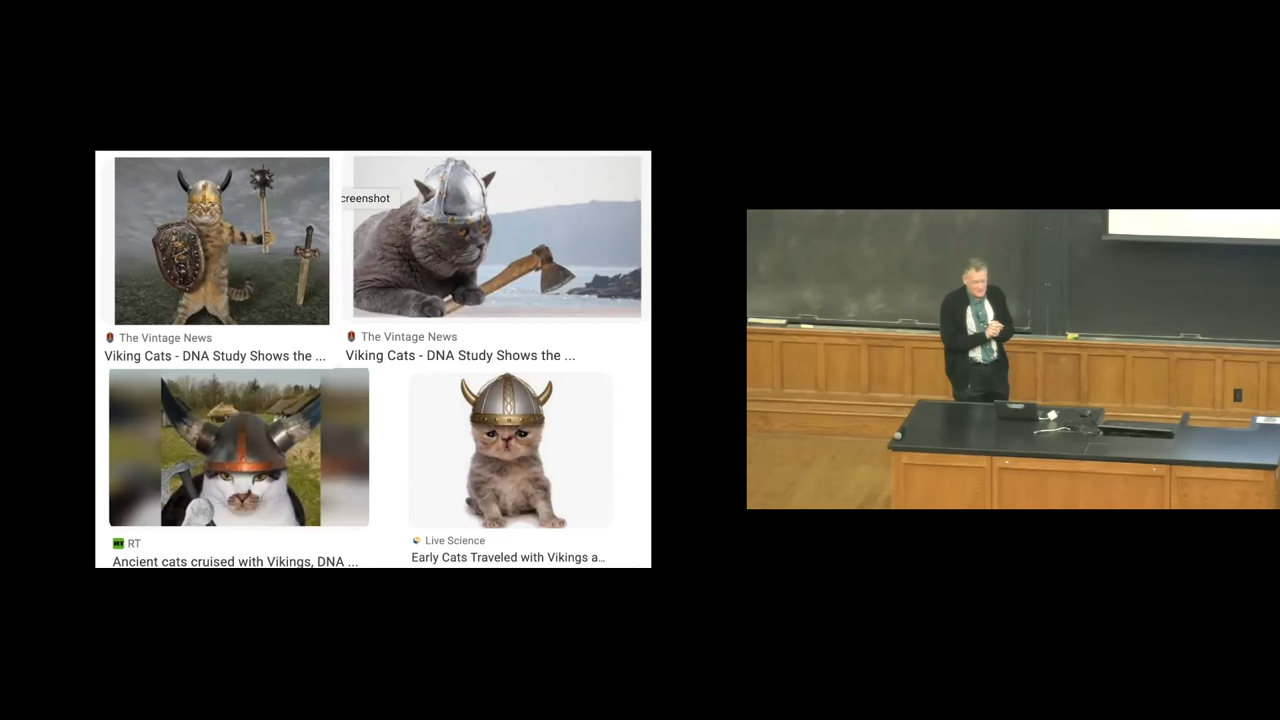 creenshot
The Vintage News
Viking Cats - DNA Study Shows the ...
The Vintage News
Viking Cats - DNA Study Shows the ...
RT
RT
Ancient cats cruised with Vikings, DNA ...
Live Science
Early Cats Traveled with Vikings a...